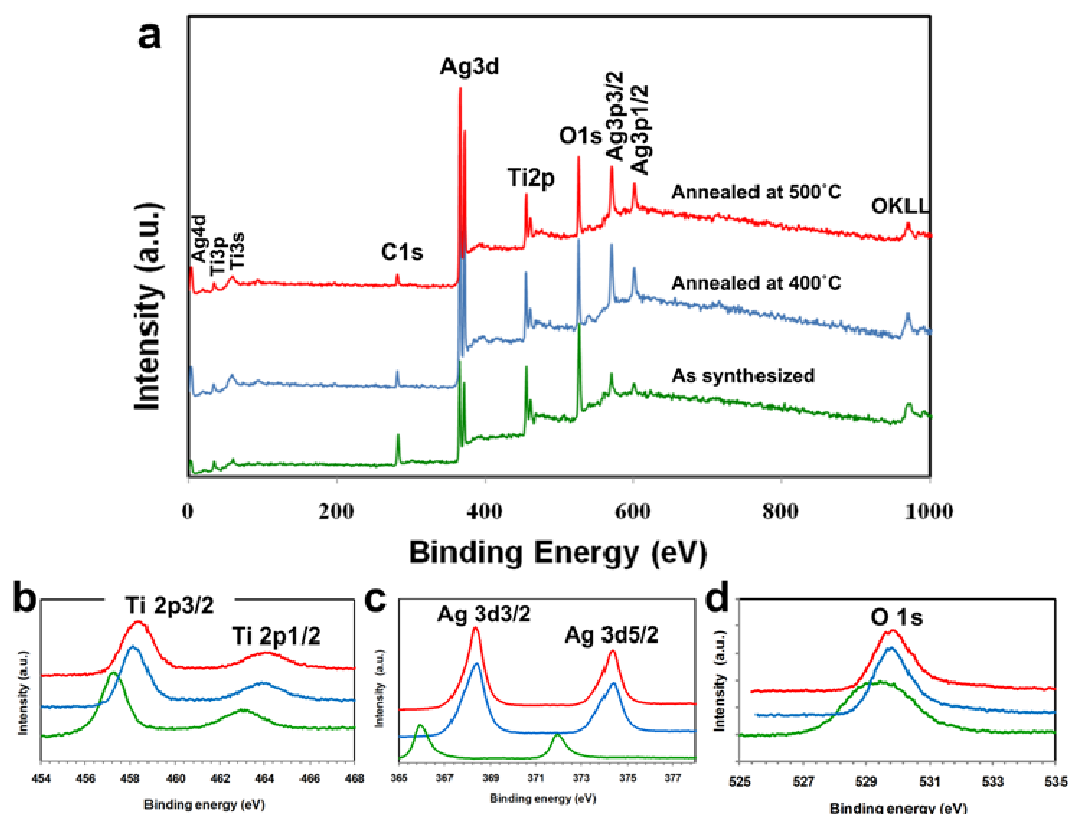 a
Ag3d
Ag3p3/2
Ag3p1/2
O1s
Ti2p
Annealed at 500˚C
OKLL
Ag4d
Ti3p
Ti3s
C1s
Annealed at 400˚C
As synthesized
Intensity (a.u.)
0 200 400 600 800 1000
Binding Energy (eV)
b
Ti 2p3/2
Ti 2p1/2
Intensity (a.u.)
454 456 458 460 462 464 466 468
Binding energy (eV)
c
Ag 3d3/2
Ag 3d5/2
Intensity (a.u.)
365 367 369 371 373 375 377
Binding energy (eV)
d
O 1s
Intensity (a.u.)
525 527 529 531 533 535
Binding energy (eV)